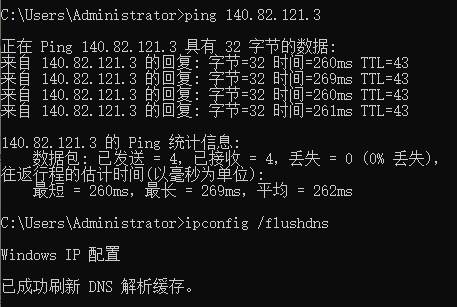 C:\Users\Administrator>ping 140.82.121.3
正在 Ping 140.82.121.3 具有 32 字节的数据:
来自 140.82.121.3 的回复: 字节=32 时间=260ms TTL=43
来自 140.82.121.3 的回复: 字节=32 时间=269ms TTL=43
来自 140.82.121.3 的回复: 字节=32 时间=260ms TTL=43
来自 140.82.121.3 的回复: 字节=32 时间=261ms TTL=43
140.82.121.3 的 Ping 统计信息:
数据包: 已发送 = 4, 已接收 = 4, 丢失 = 0 (0% 丢失),
往返行程的估计时间(以毫秒为单位):
最短 = 260ms, 最长 = 269ms, 平均 = 262ms
C:\Users\Administrator>ipconfig /flushdns
Windows IP 配置
已成功刷新 DNS 解析缓存。